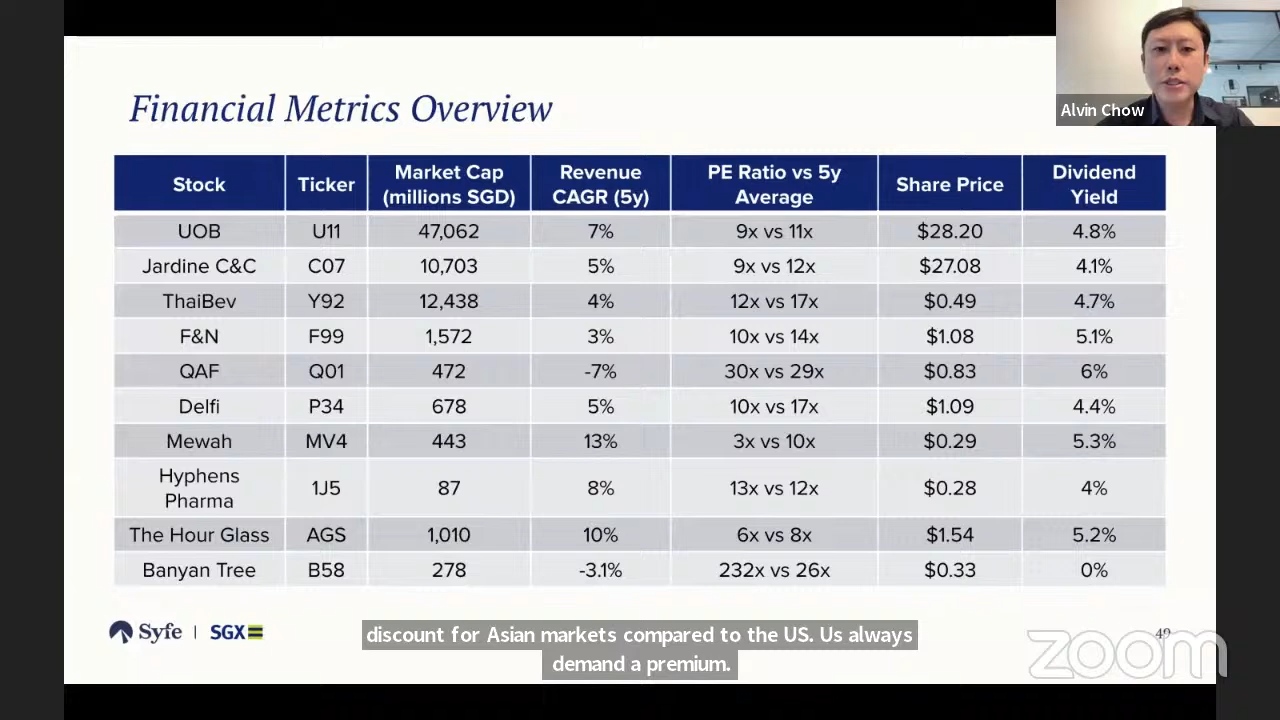 Alvin Chow
Financial Metrics Overview
Stock Ticker Market Cap (millions SGD) Revenue CAGR (5y) PE Ratio vs 5y Average Share Price Dividend Yield
UOB U11 47,062 7% 9x vs 11x $28.20 4.8%
Jardine C&C C07 10,703 5% 9x vs 12x $27.08 4.1%
ThaiBev Y92 12,438 4% 12x vs 17x $0.49 4.7%
F&N F99 1,572 3% 10x vs 14x $1.08 5.1%
QAF Q01 472 -7% 30x vs 29x $0.83 6%
Delfi P34 678 5% 10x vs 17x $1.09 4.4%
Mewah MV4 443 13% 3x vs 10x $0.29 5.3%
Hyphens Pharma 1J5 87 8% 13x vs 12x $0.28 4%
The Hour Glass AGS 1,010 10% 6x vs 8x $1.54 5.2%
Banyan Tree B58 278 -3.1% 232x vs 26x $0.33 0%
Syfe | SGX
discount for Asian markets compared to the US. Us always
demand a premium.
49
zoom